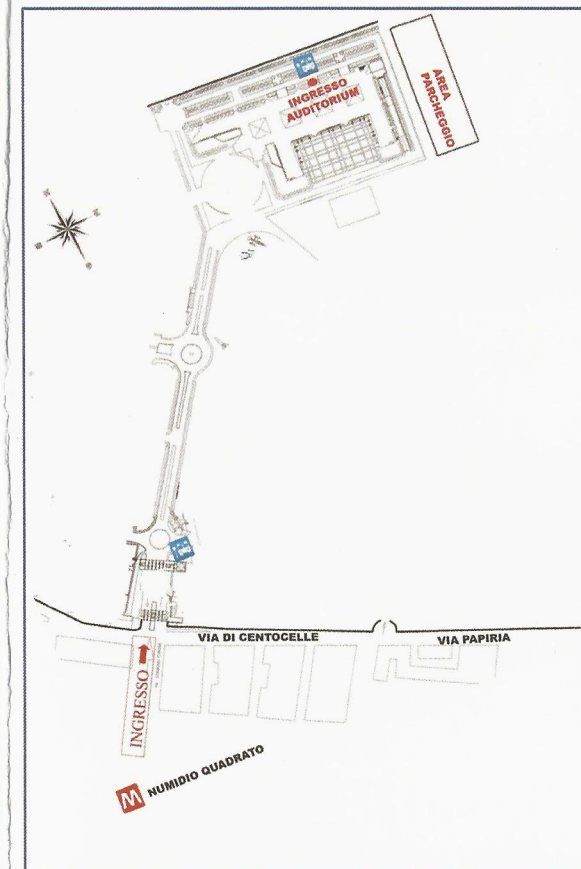 AREA
PARCHEGGIO
INGRESSO
AUDITORIUM
VIA DI CENTOCELLE
VIA PAPIRIA
INGRESSO
M NUMIDIO QUADRATO